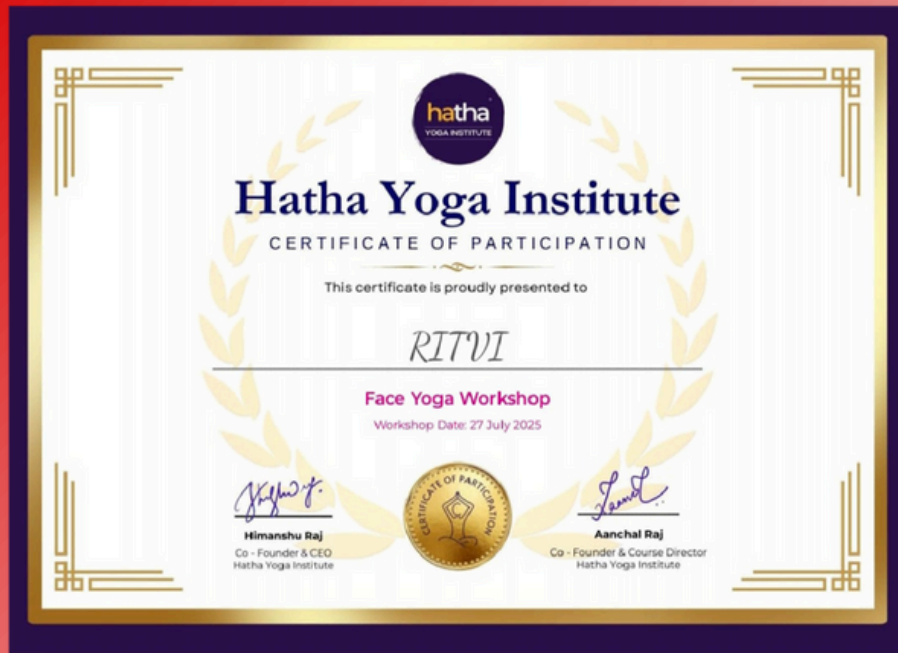 hatha
YOGA INSTITUTE
Hatha Yoga Institute
CERTIFICATE OF PARTICIPATION
This certificate is proudly presented to
RITVI
Face Yoga Workshop
Workshop Date: 27 July 2025
CERTIFICATE OF PARTICIPATION
Himanshu Raj
Co - Founder & CEO
Hatha Yoga Institute
Aanchal Raj
Co - Founder & Course Director
Hatha Yoga Institute